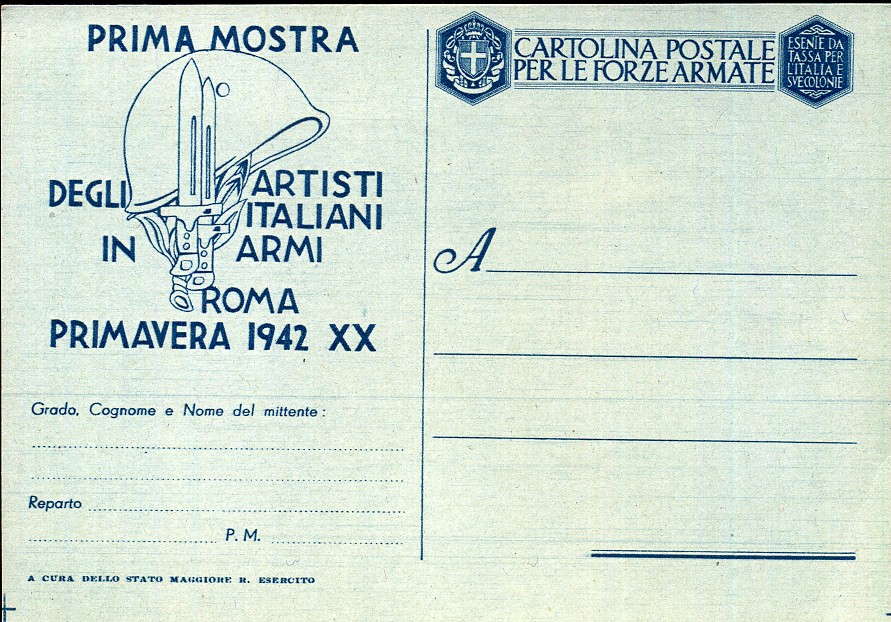 PRIMA MOSTRA
DEGLI ARTISTI
ITALIANI
IN ARMI
ROMA
PRIMAVERA 1942 XX
Grado, Cognome e Nome del mittente:
Reparto
P. M.
A CURA DELLO STATO MAGGIORE R. ESERCITO
CARTOLINA POSTALE
PER LE FORZE ARMATE
ESENTE DA
TASSA PER
L'ITALIA E
SVE COLONIE
A